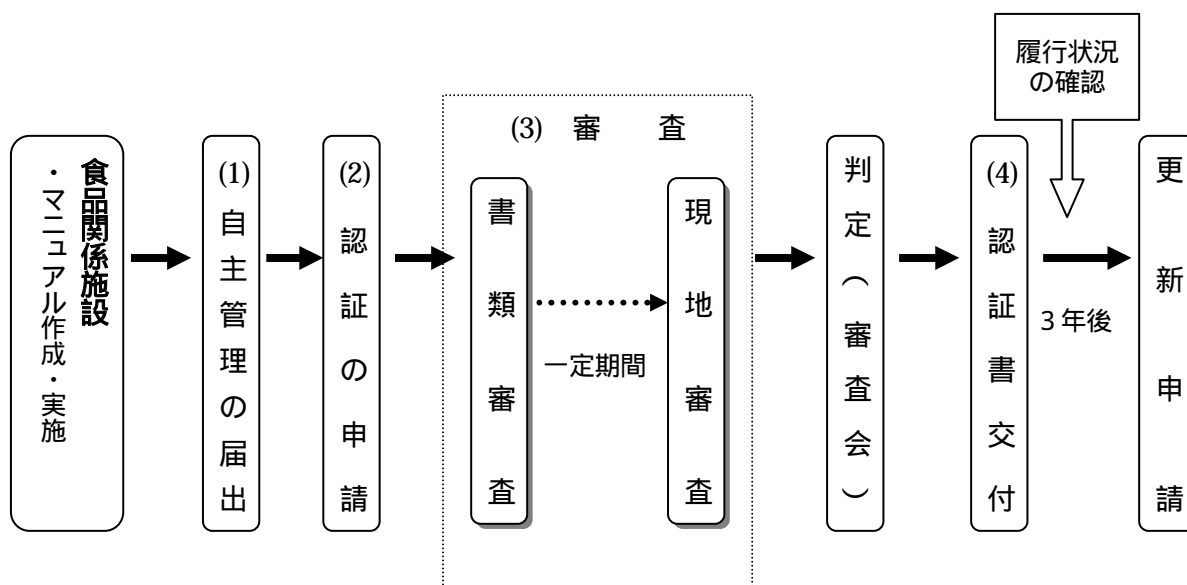 食品関係施設
・マニュアル作成・実施
(1)自主管理の届出
(2)認証の申請
(3) 審 査
書類審査
一定期間
現地審査
判定(審査会)
(4)認証書交付
履行状況
の確認
3年後
更新申請